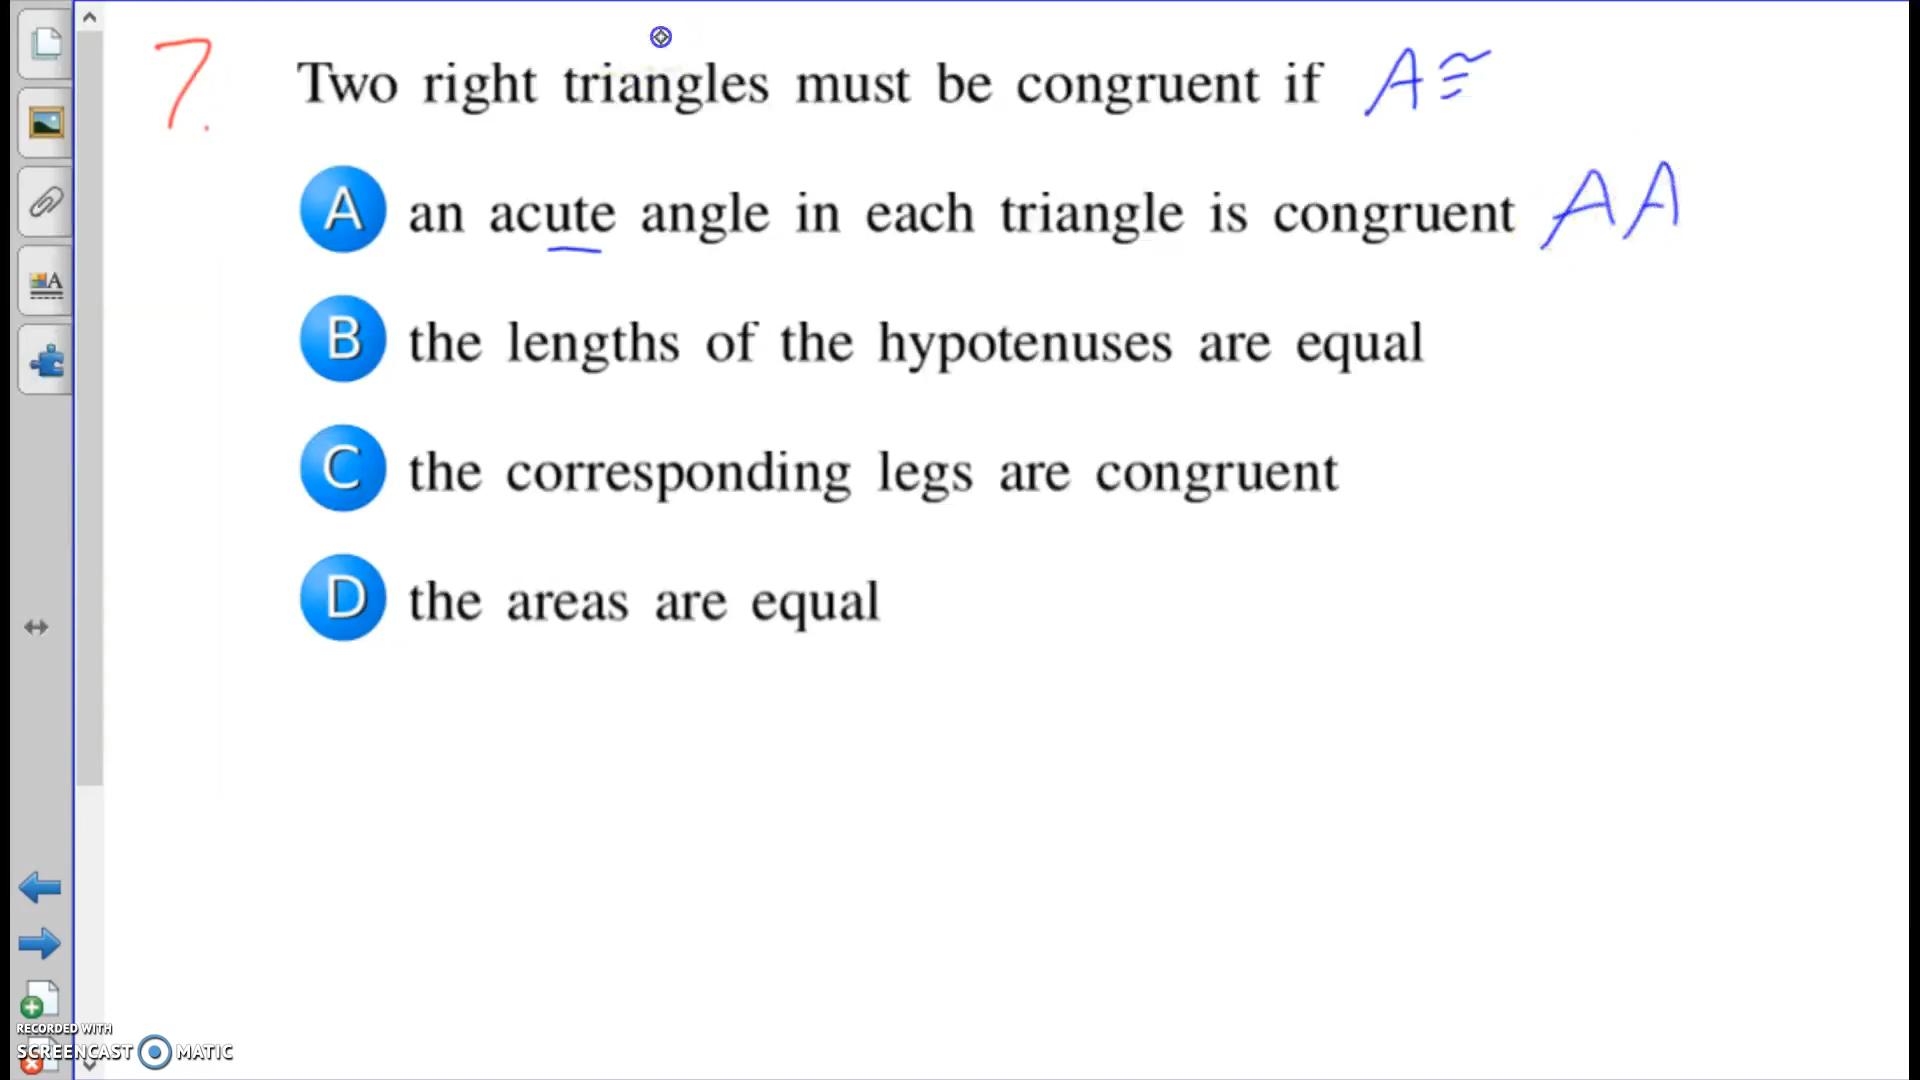 7. Two right triangles must be congruent if A≅
A an acute angle in each triangle is congruent AA
B the lengths of the hypotenuses are equal
C the corresponding legs are congruent
D the areas are equal
RECORDED WITH
SCREENCAST MATIC